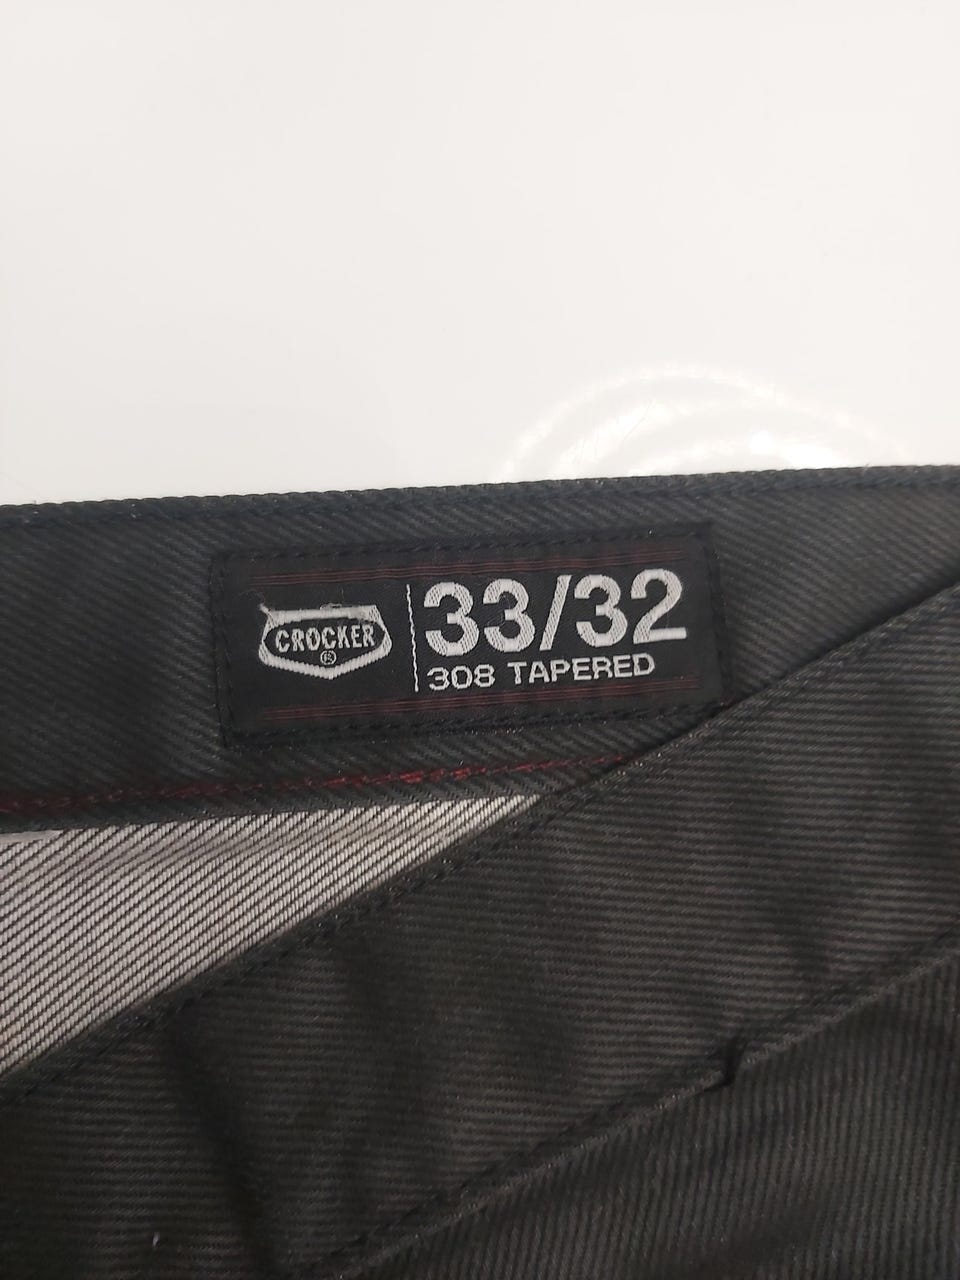 CROCKER
®
33/32
308 TAPERED